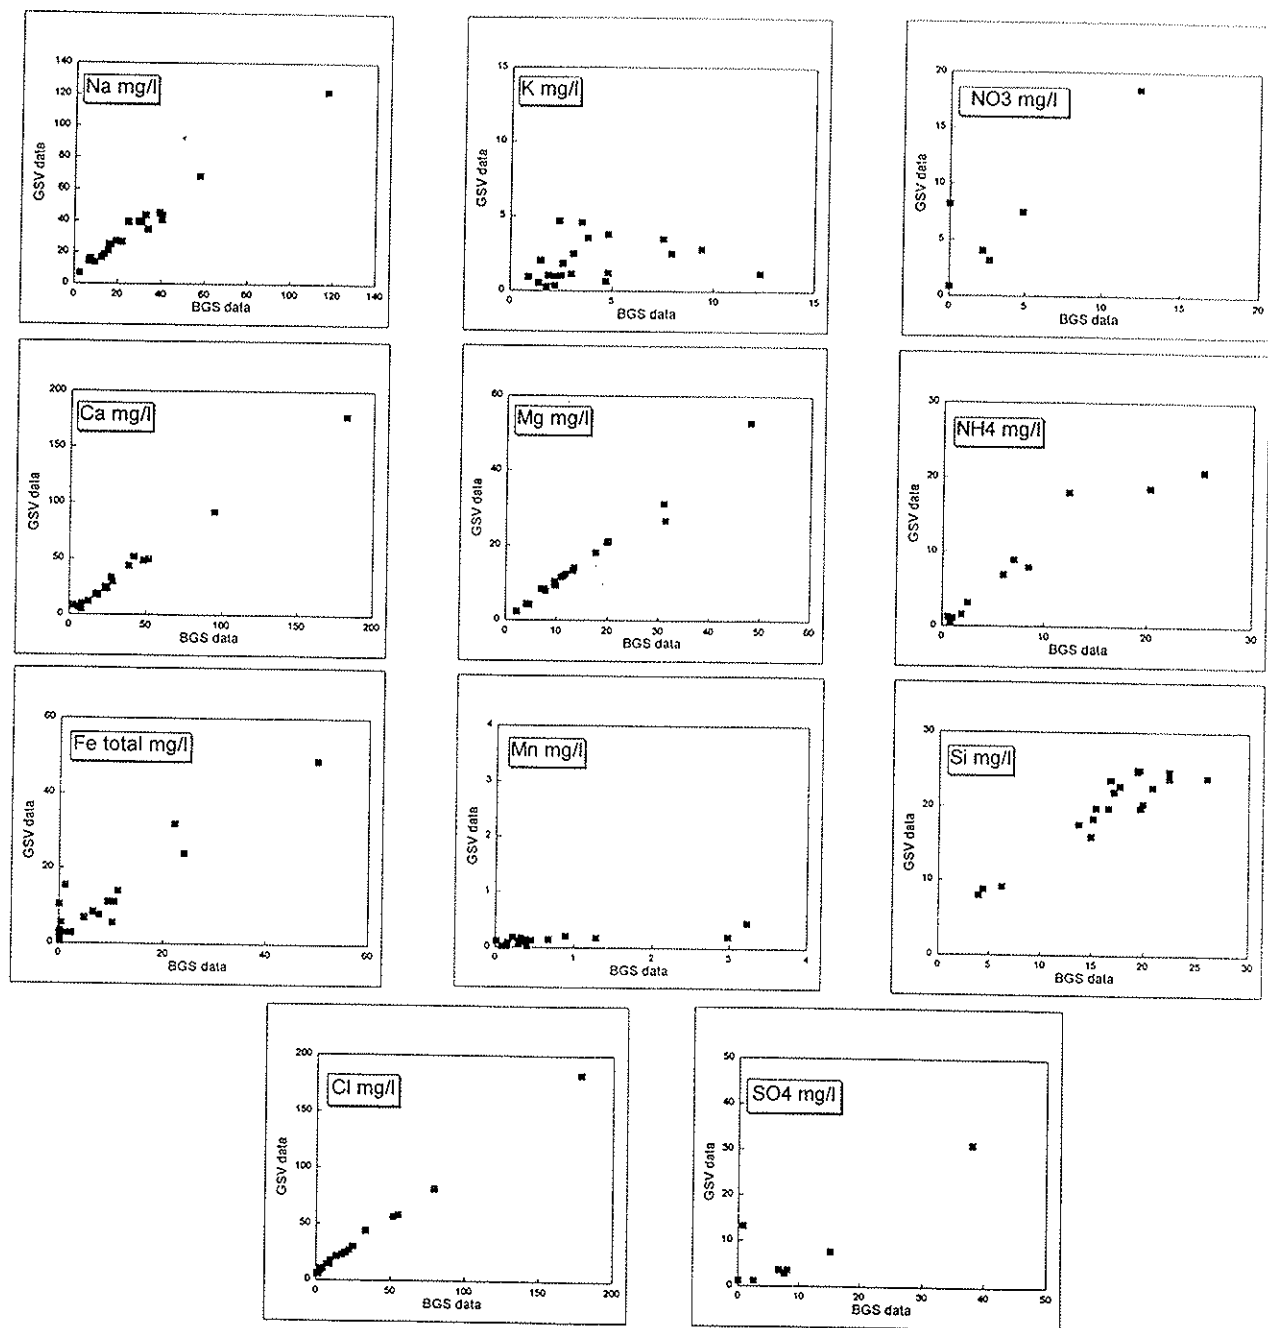 Na mg/l
140
120
100
80
60
40
20
0
GSV data
0 20 40 60 80 100 120 140
BGS data
K mg/l
15
10
5
0
GSV data
0 5 10 15
BGS data
NO3 mg/l
20
15
10
5
0
GSV data
0 5 10 15 20
BGS data
Ca mg/l
200
150
100
50
0
GSV data
0 50 100 150 200
BGS data
Mg mg/l
60
40
20
0
GSV data
0 10 20 30 40 50 60
BGS data
NH4 mg/l
30
20
10
0
GSV data
0 10 20 30
BGS data
Fe total mg/l
60
40
20
0
GSV data
0 20 40 60
BGS data
Mn mg/l
4
3
2
1
0
GSV data
0 1 2 3 4
BGS data
Si mg/l
30
20
10
0
GSV data
0 5 10 15 20 25 30
BGS data
Cl mg/l
200
150
100
50
0
GSV data
0 50 100 150 200
BGS data
SO4 mg/l
50
40
30
20
10
0
GSV data
0 10 20 30 40 50
BGS data